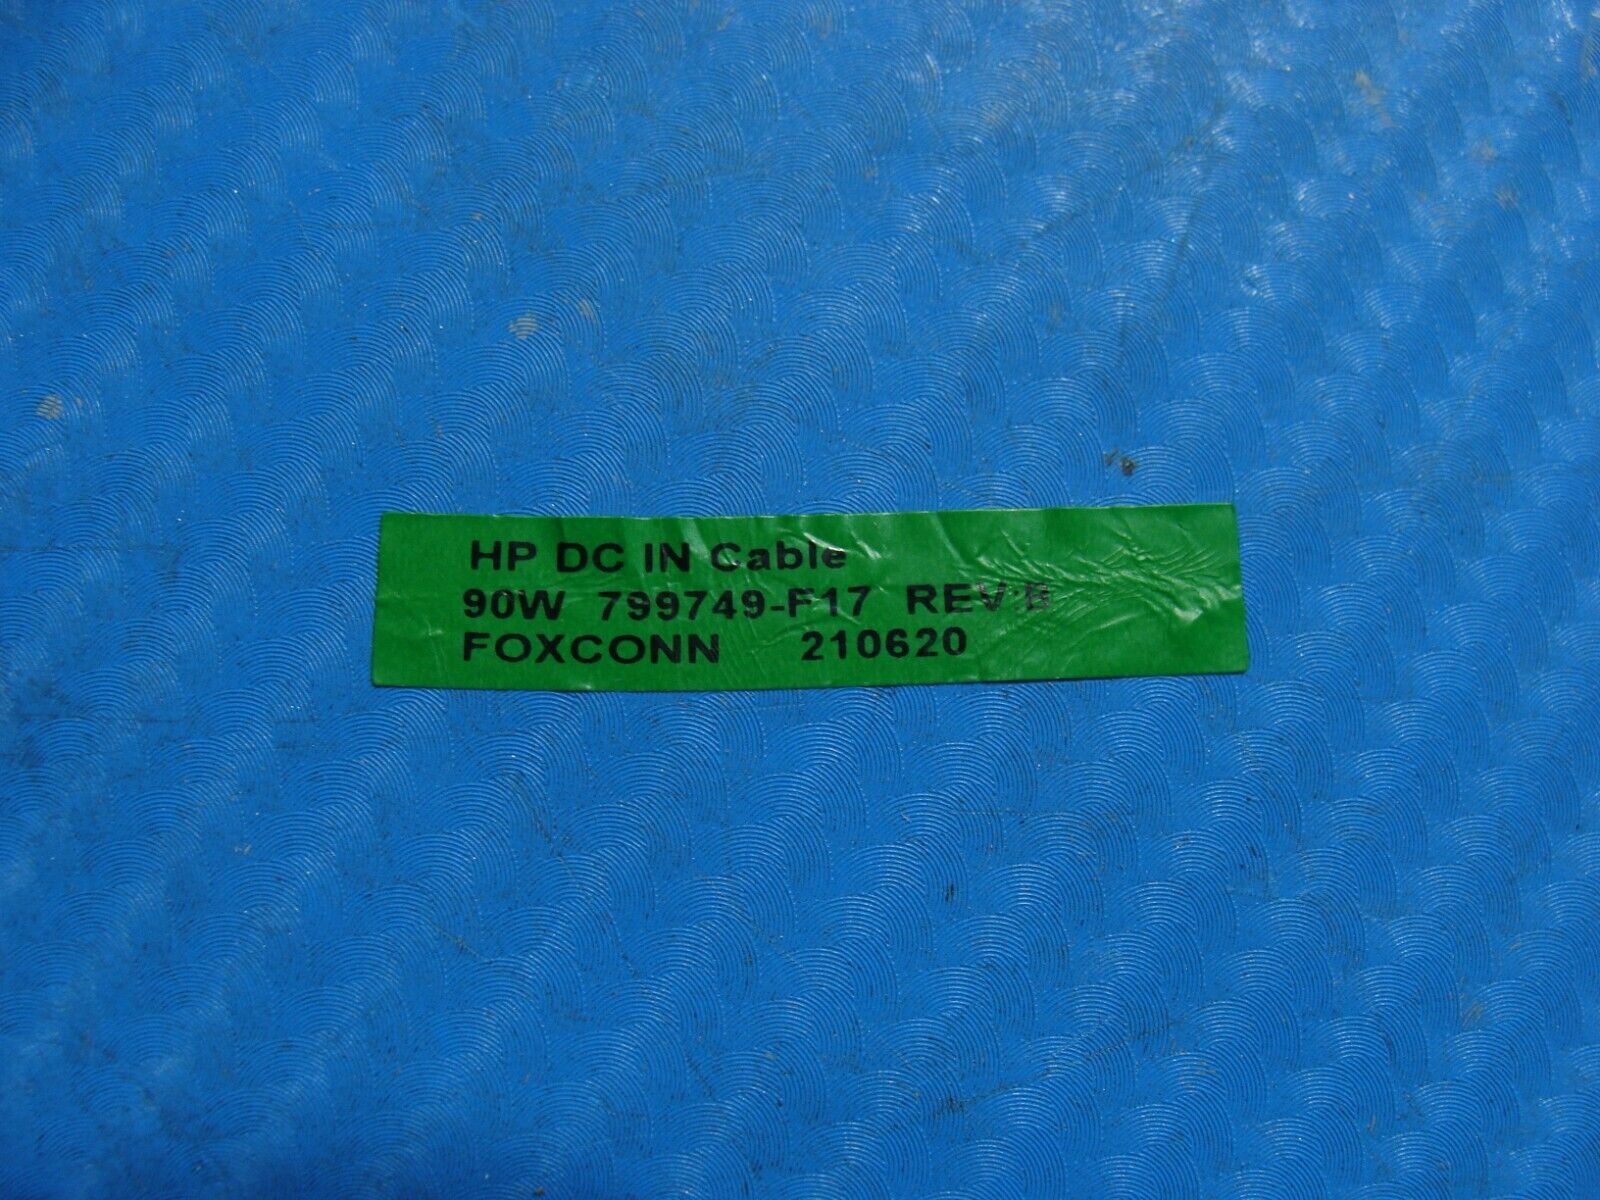 HP DC IN Cable
90W 799749-F17 REV:B
FOXCONN 210620